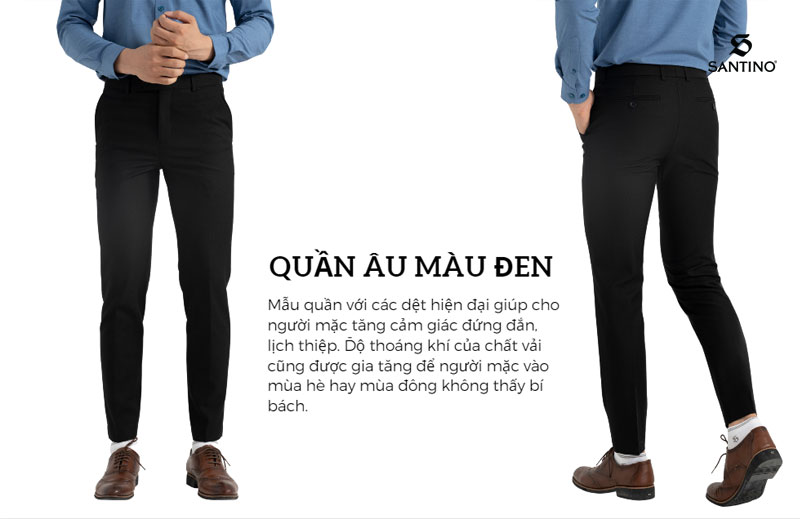 SANTINO
QUẦN ÂU MÀU ĐEN
Mẫu quần với các dệt hiện đại giúp cho
người mặc tăng cảm giác đứng đắn,
lịch thiệp. Độ thoáng khí của chất vải
cũng được gia tăng để người mặc vào
mùa hè hay mùa đông không thấy bí
bách.